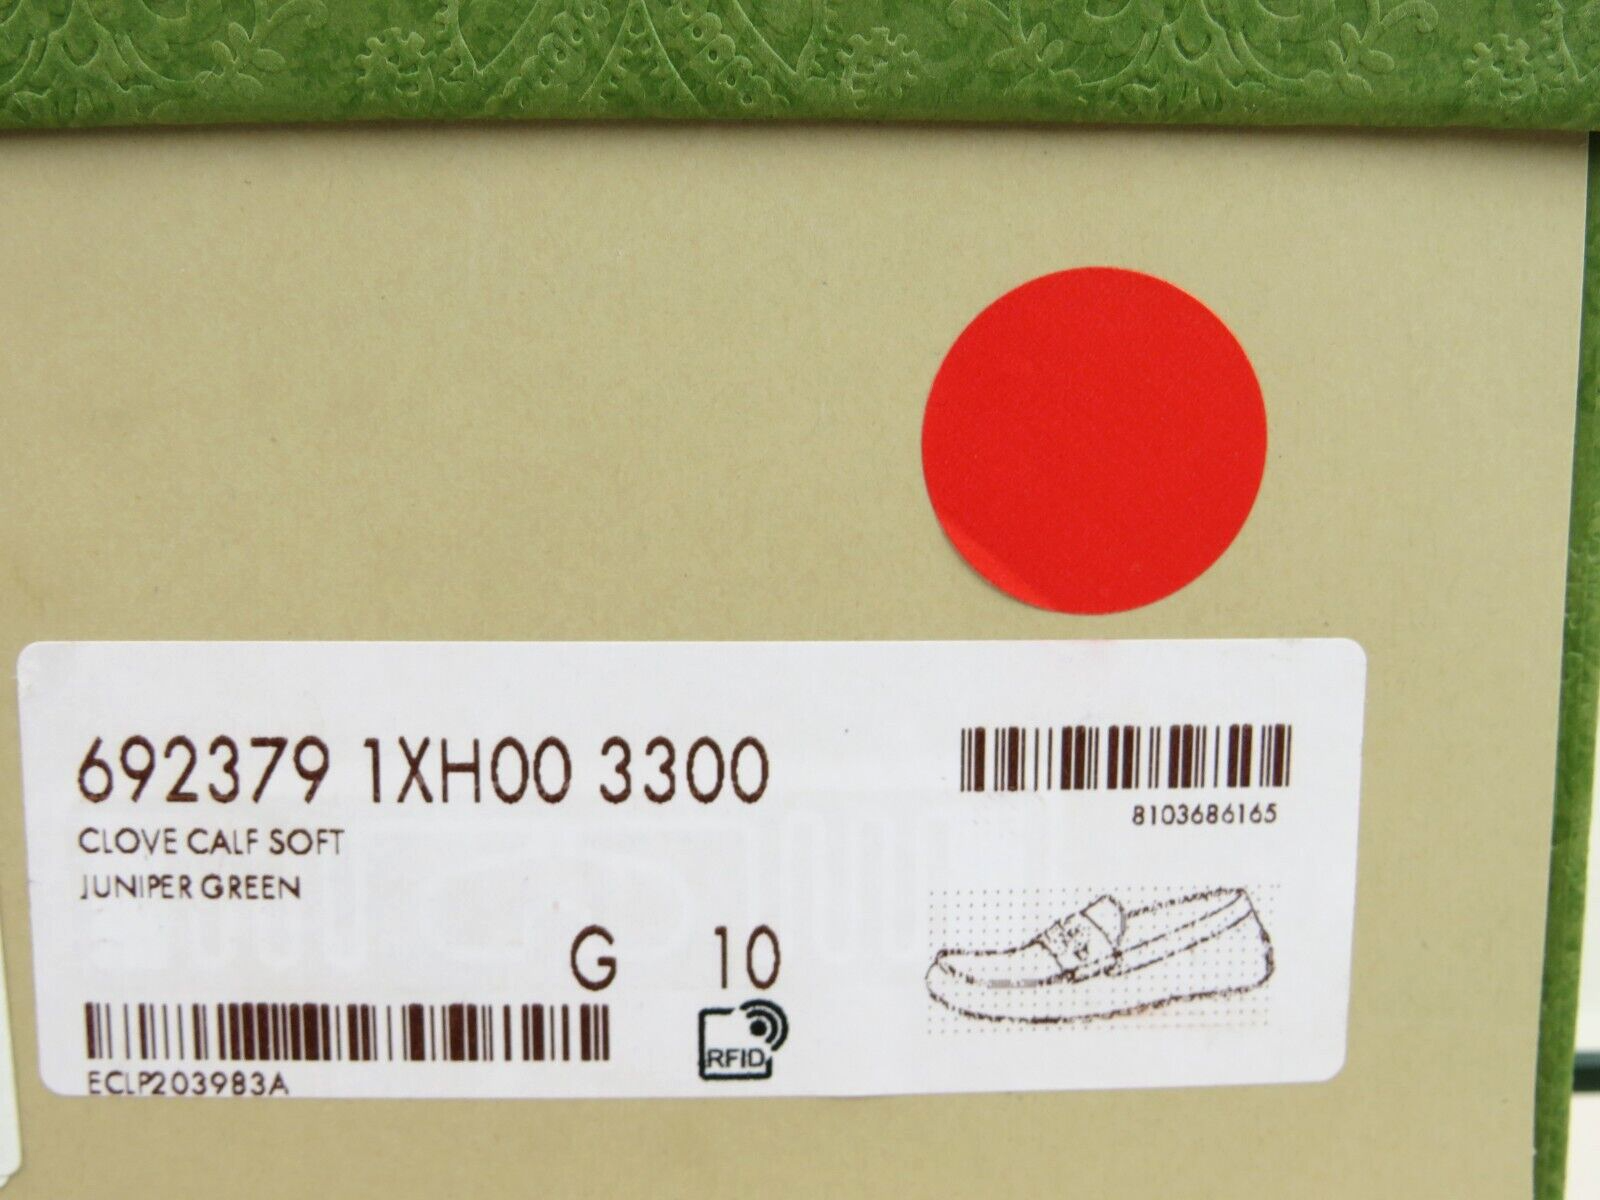 692379 1XH00 3300
8103686165
CLOVE CALF SOFT
JUNIPER GREEN
G 10
RFID
ECLP203983A